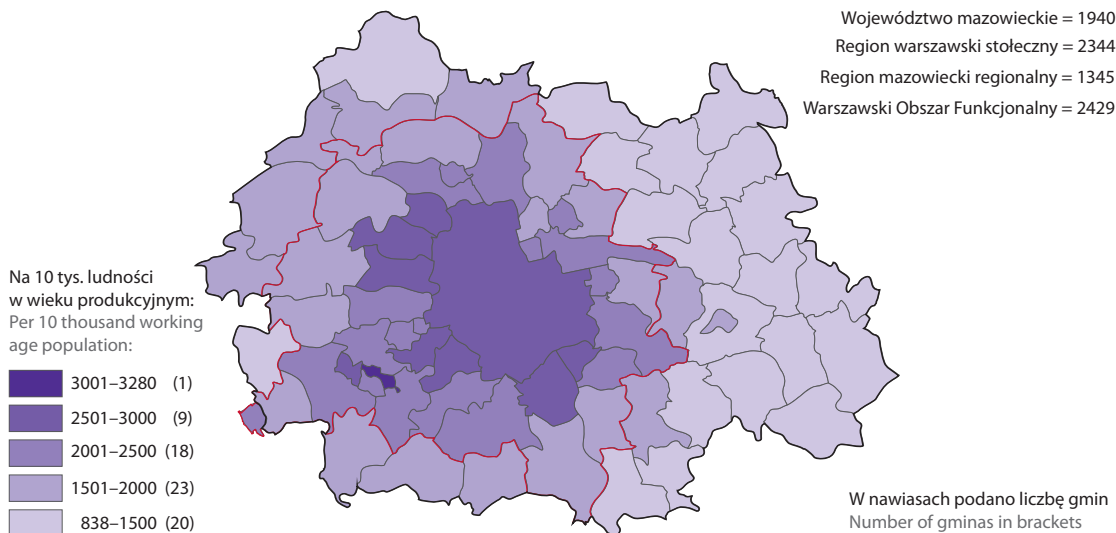 Województwo mazowieckie = 1940
Region warszawski stołeczny = 2344
Region mazowiecki regionalny = 1345
Warszawski Obszar Funkcjonalny = 2429
Na 10 tys. ludności
w wieku produkcyjnym:
Per 10 thousand working
age population:
3001–3280 (1)
2501–3000 (9)
2001–2500 (18)
1501–2000 (23)
838–1500 (20)
W nawiasach podano liczbę gmin
Number of gminas in brackets